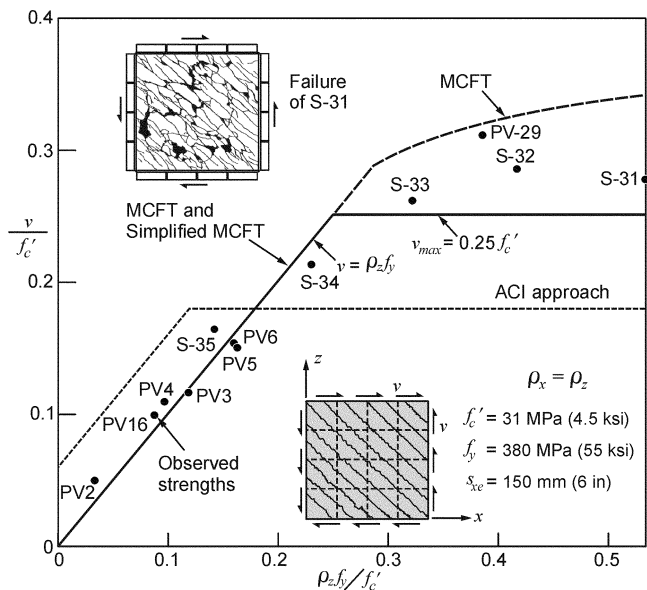 0.4
0.3
0.2
0.1
0
v
fc′
Failure
of S-31
MCFT
PV-29
S-32
S-33
S-31
MCFT and
Simplified MCFT
v = ρzfy
vmax = 0.25 fc′
S-34
ACI approach
S-35
PV6
PV5
PV4
PV3
PV16
Observed
strengths
PV2
z
v
v
x
ρx = ρz
fc′ = 31 MPa (4.5 ksi)
fy = 380 MPa (55 ksi)
sxe = 150 mm (6 in)
0 0.1 0.2 0.3 0.4 0.5
ρzfy/fc′